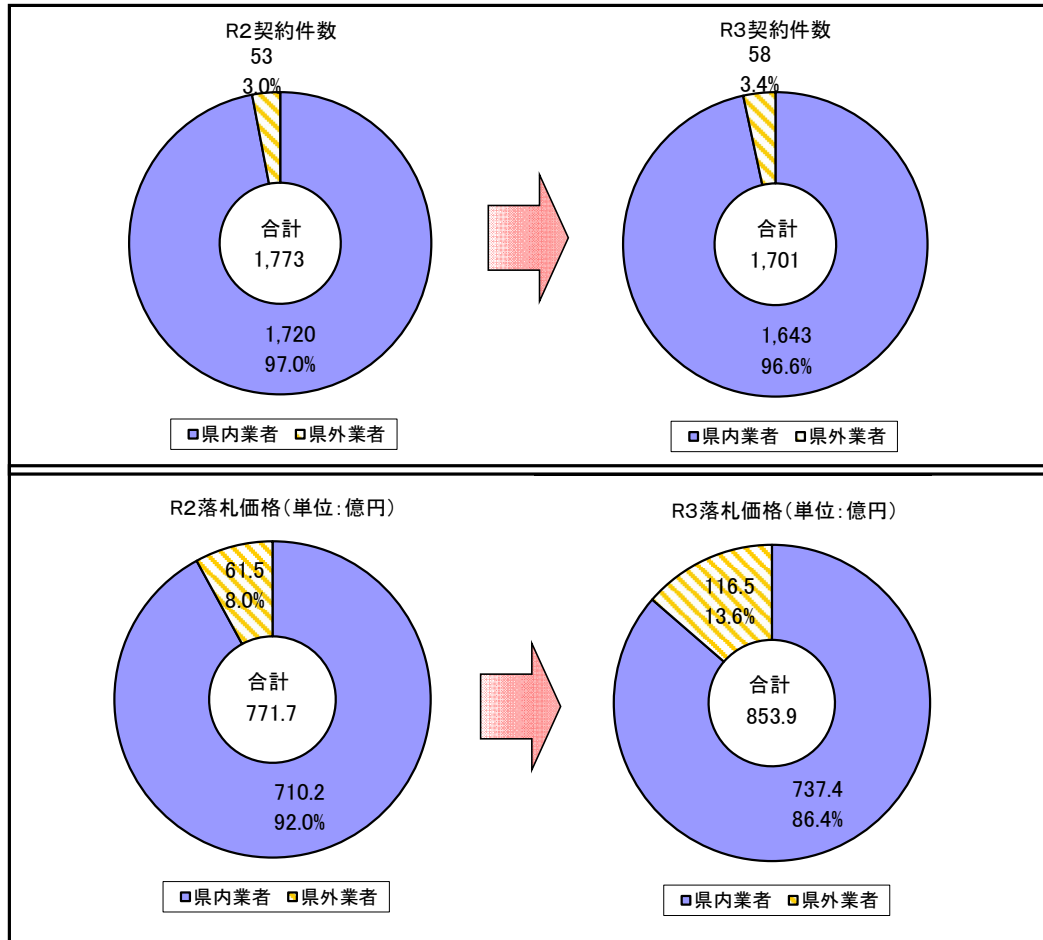 R2契約件数
53
3.0%
合計
1,773
1,720
97.0%
県内業者 県外業者
R3契約件数
58
3.4%
合計
1,701
1,643
96.6%
県内業者 県外業者
R2落札価格(単位:億円)
61.5
8.0%
合計
771.7
710.2
92.0%
県内業者 県外業者
R3落札価格(単位:億円)
116.5
13.6%
合計
853.9
737.4
86.4%
県内業者 県外業者